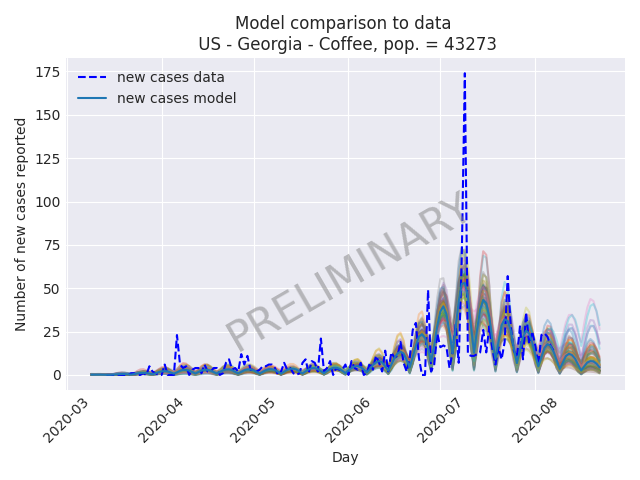 Model comparison to data
US - Georgia - Coffee, pop. = 43273
new cases data
new cases model
Number of new cases reported
175
150
125
100
75
50
25
0
PRELIMINARY
2020-03
2020-04
2020-05
2020-06
2020-07
2020-08
Day